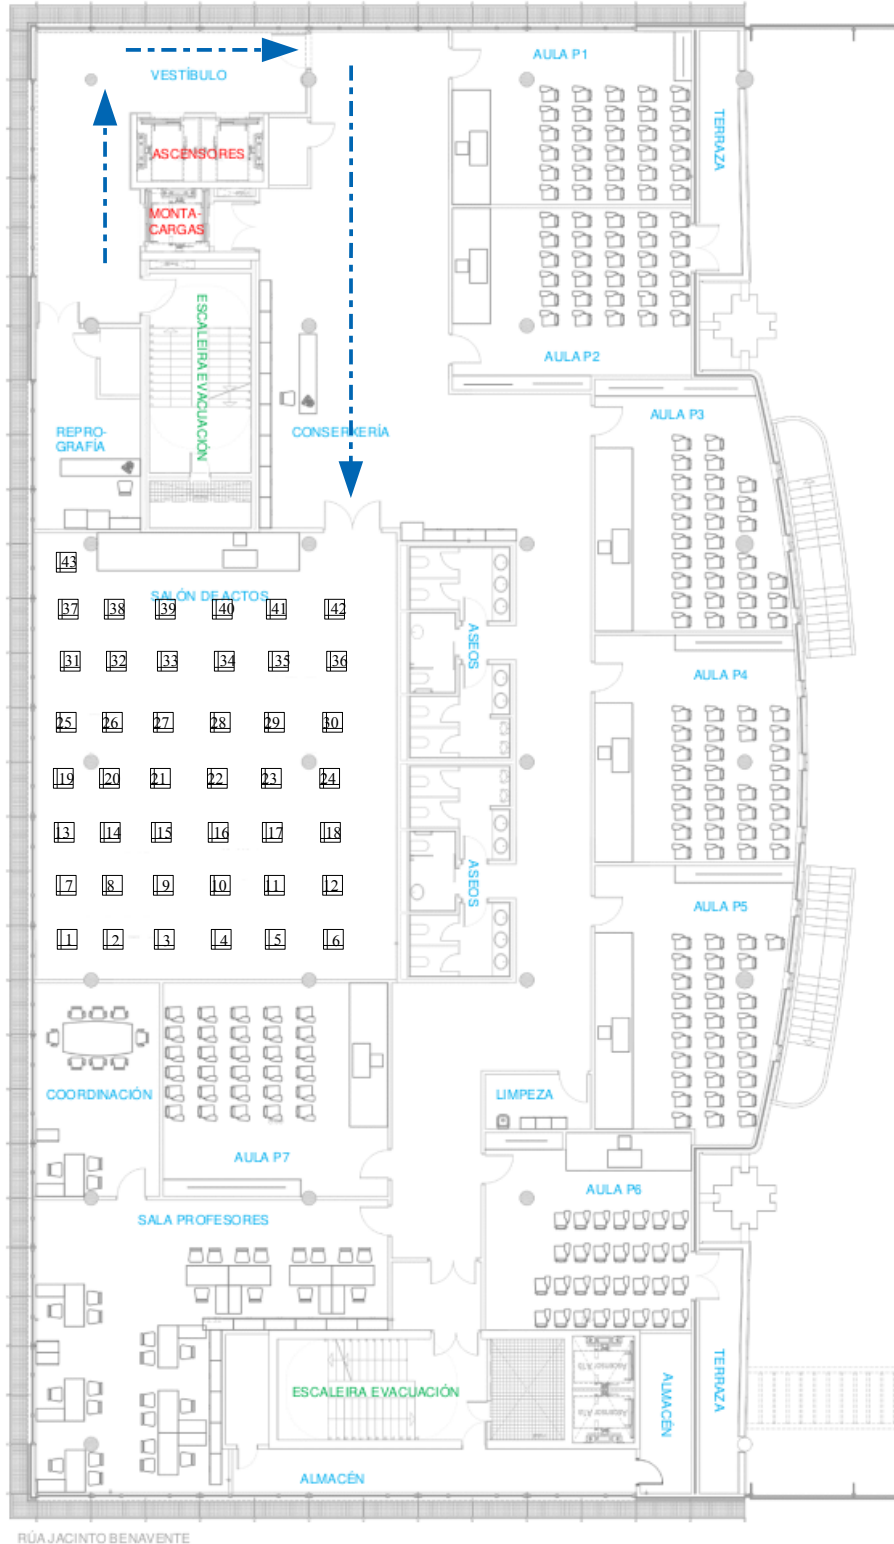 AULA P1
VESTÍBULO
TERRAZA
ASCENSORES
MONTA-
CARGAS
ESCALEIRA EVACUACIÓN
AULA P2
AULA P3
REPRO-
GRAFÍA
CONSERXERÍA
43
SALÓN DE ACTOS
37 38 39 40 41 42
ASEOS
31 32 33 34 35 36
AULA P4
25 26 27 28 29 30
19 20 21 22 23 24
13 14 15 16 17 18
ASEOS
7 8 9 10 11 12
AULA P5
1 2 3 4 5 6
COORDINACIÓN
LIMPEZA
AULA P7
AULA P6
SALA PROFESORES
ESCALEIRA EVACUACIÓN
Ascensor A1b
Ascensor A1a
ALMACÉN
TERRAZA
ALMACÉN
RÚA JACINTO BENAVENTE